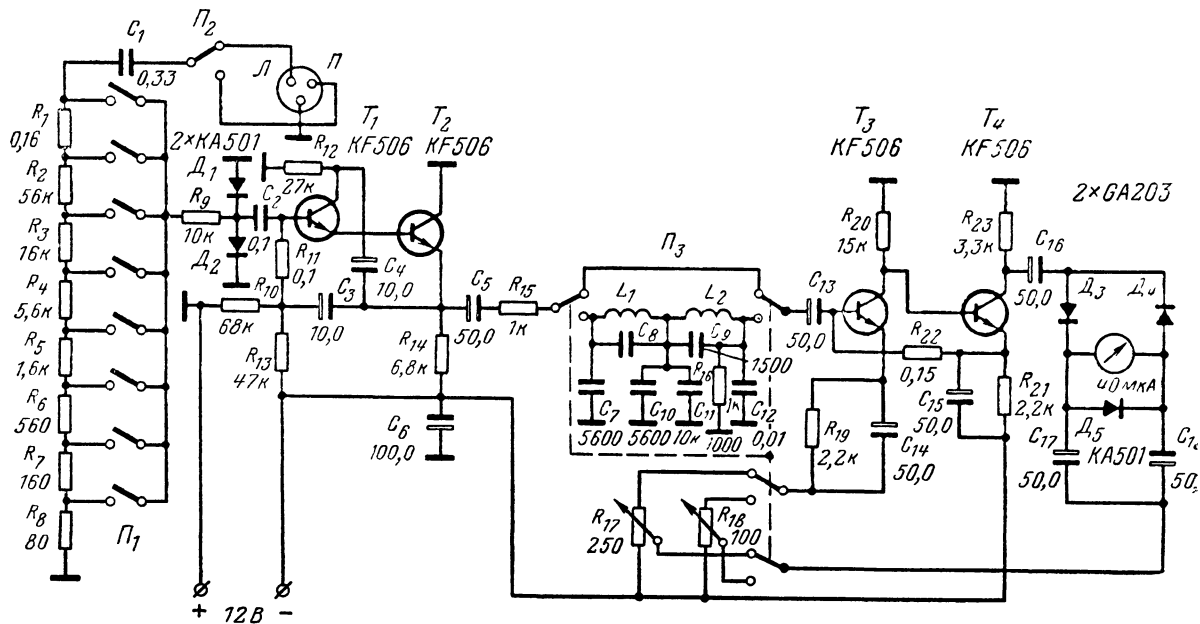 C₁
0,33
П₂
Л
П
R₁
0,16
R₂
56к
R₃
16к
R₄
5,6к
R₅
1,6к
R₆
560
R₇
160
R₈
80
П₁
2×KA501
Д₁
Д₂
R₉
10к
C₂
0,1
R₁₁
0,1
R₁₀
68к
R₁₂
27к
T₁
KF506
T₂
KF506
C₃
10,0
C₄
10,0
R₁₃
47к
R₁₄
6,8к
C₅
50,0
R₁₅
1к
C₆
100,0
+ 12В -
П₃
L₁
L₂
C₈
C₉
1500
R₁₆
1к
C₇
5600
C₁₀
5600
C₁₁
10к
1000
C₁₂
0,01
R₁₇
250
R₁₈
100
C₁₃
50,0
T₃
KF506
T₄
KF506
R₂₀
15к
R₂₃
3,3к
C₁₆
50,0
2×GA203
Д₃
Д₄
40мкА
R₂₂
0,15
C₁₅
50,0
R₂₁
2,2к
R₁₉
2,2к
C₁₄
50,0
Д₅
KA501
C₁₇
50,0